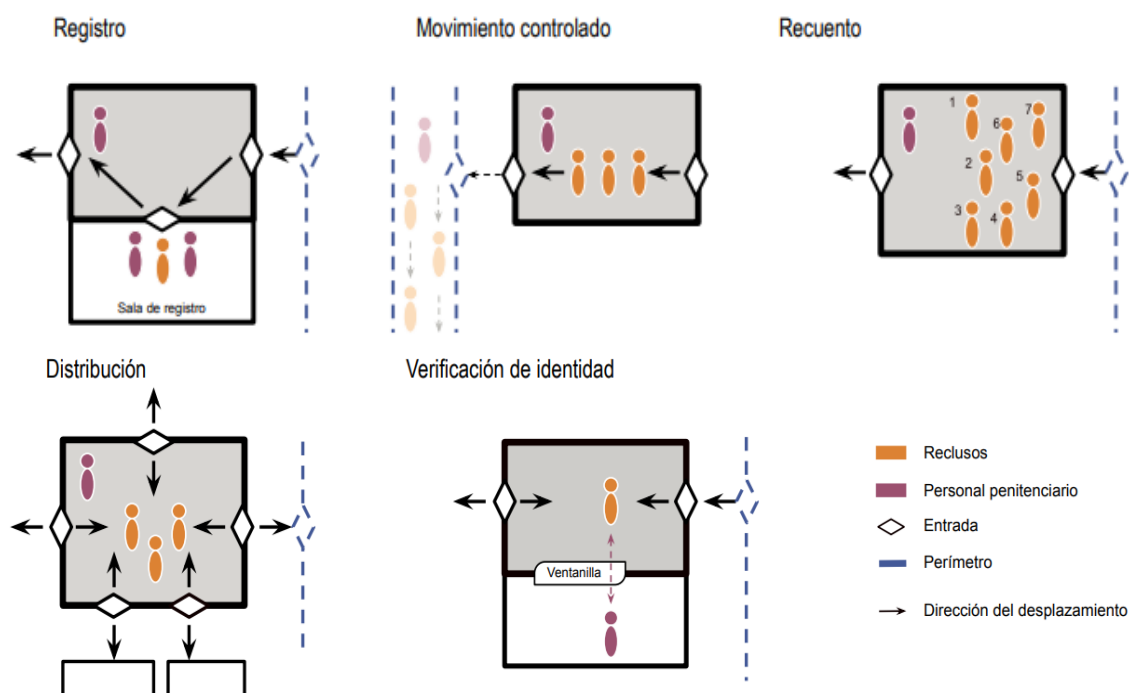 Registro
Movimiento controlado
Recuento
1
7
6
2
5
3
4
Sala de registro
Distribución
Verificación de identidad
Ventanilla
Reclusos
Personal penitenciario
Entrada
Perímetro
Dirección del desplazamiento